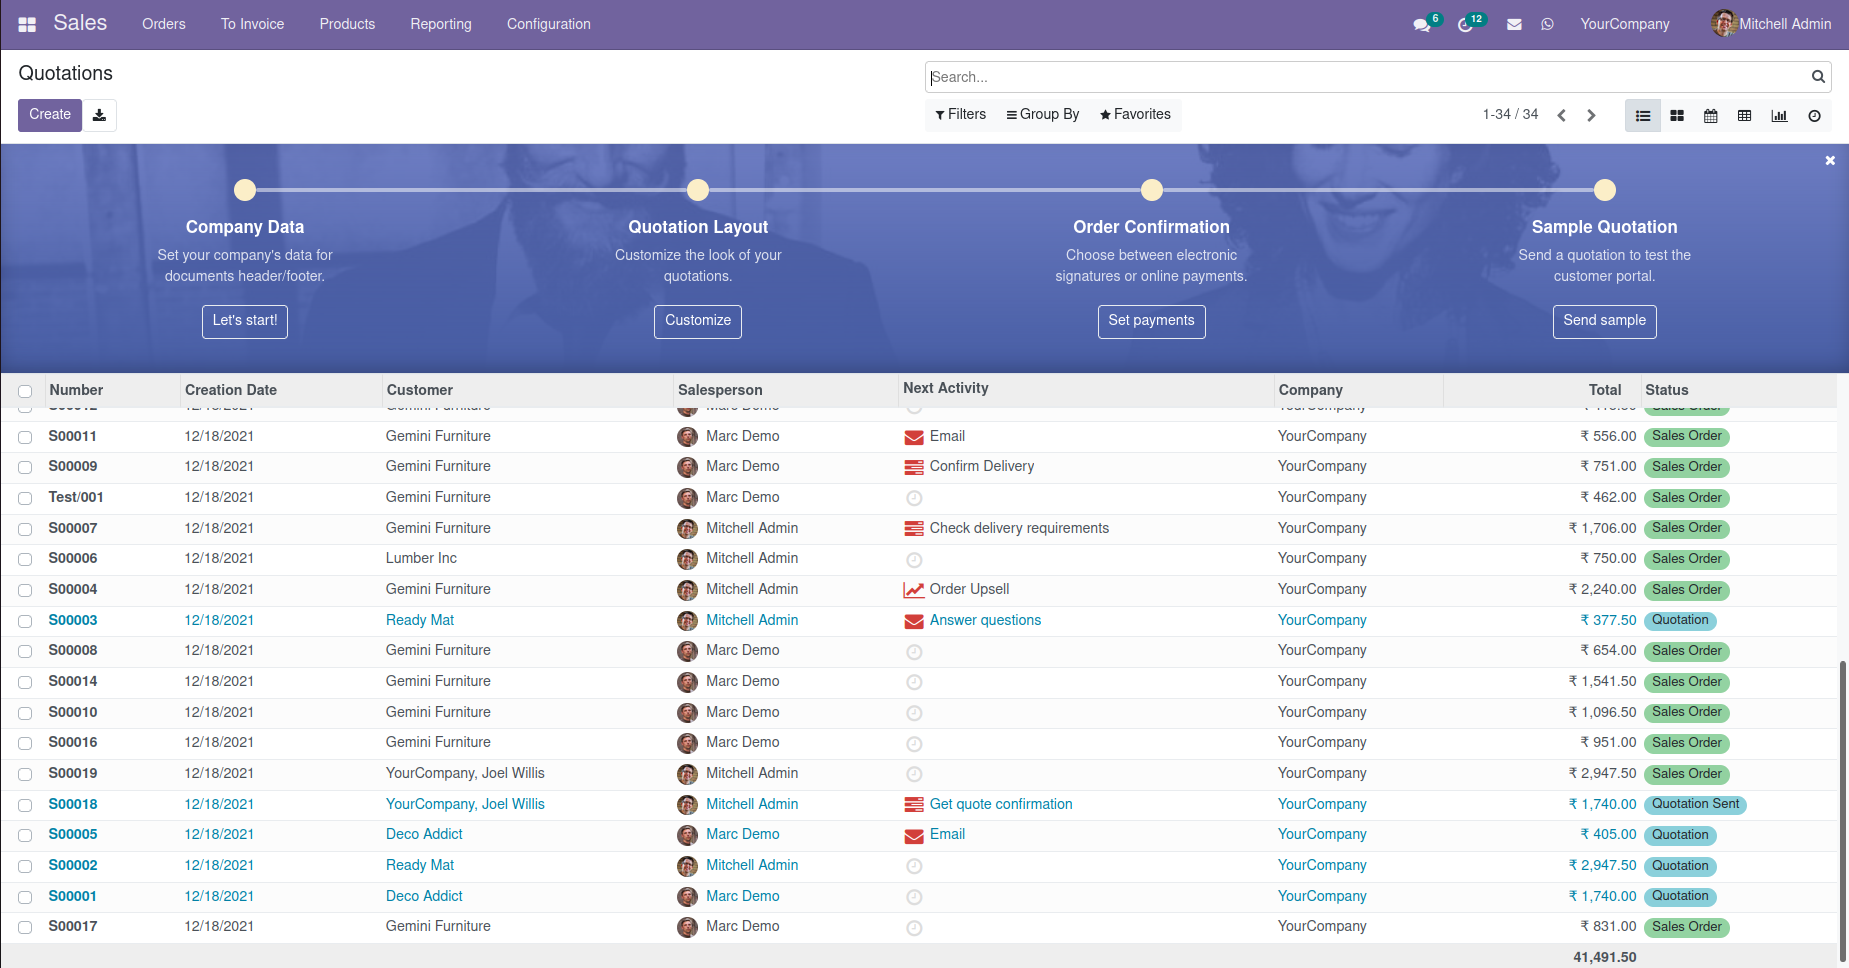 Sales Orders To Invoice Products Reporting Configuration 6 12 YourCompany Mitchell Admin
Quotations
Search...
Create
Filters Group By Favorites 1-34 / 34
Company Data Quotation Layout Order Confirmation Sample Quotation
Set your company's data for Customize the look of your Choose between electronic Send a quotation to test the
documents header/footer. quotations. signatures or online payments. customer portal.
Let's start! Customize Set payments Send sample
Number Creation Date Customer Salesperson Next Activity Company Total Status
S00011 12/18/2021 Gemini Furniture Marc Demo Email YourCompany ₹ 556.00 Sales Order
S00009 12/18/2021 Gemini Furniture Marc Demo Confirm Delivery YourCompany ₹ 751.00 Sales Order
Test/001 12/18/2021 Gemini Furniture Marc Demo YourCompany ₹ 462.00 Sales Order
S00007 12/18/2021 Gemini Furniture Mitchell Admin Check delivery requirements YourCompany ₹ 1,706.00 Sales Order
S00006 12/18/2021 Lumber Inc Mitchell Admin YourCompany ₹ 750.00 Sales Order
S00004 12/18/2021 Gemini Furniture Mitchell Admin Order Upsell YourCompany ₹ 2,240.00 Sales Order
S00003 12/18/2021 Ready Mat Mitchell Admin Answer questions YourCompany ₹ 377.50 Quotation
S00008 12/18/2021 Gemini Furniture Marc Demo YourCompany ₹ 654.00 Sales Order
S00014 12/18/2021 Gemini Furniture Marc Demo YourCompany ₹ 1,541.50 Sales Order
S00010 12/18/2021 Gemini Furniture Marc Demo YourCompany ₹ 1,096.50 Sales Order
S00016 12/18/2021 Gemini Furniture Marc Demo YourCompany ₹ 951.00 Sales Order
S00019 12/18/2021 YourCompany, Joel Willis Mitchell Admin YourCompany ₹ 2,947.50 Sales Order
S00018 12/18/2021 YourCompany, Joel Willis Mitchell Admin Get quote confirmation YourCompany ₹ 1,740.00 Quotation Sent
S00005 12/18/2021 Deco Addict Marc Demo Email YourCompany ₹ 405.00 Quotation
S00002 12/18/2021 Ready Mat Mitchell Admin YourCompany ₹ 2,947.50 Quotation
S00001 12/18/2021 Deco Addict Marc Demo YourCompany ₹ 1,740.00 Quotation
S00017 12/18/2021 Gemini Furniture Marc Demo YourCompany ₹ 831.00 Sales Order
41,491.50